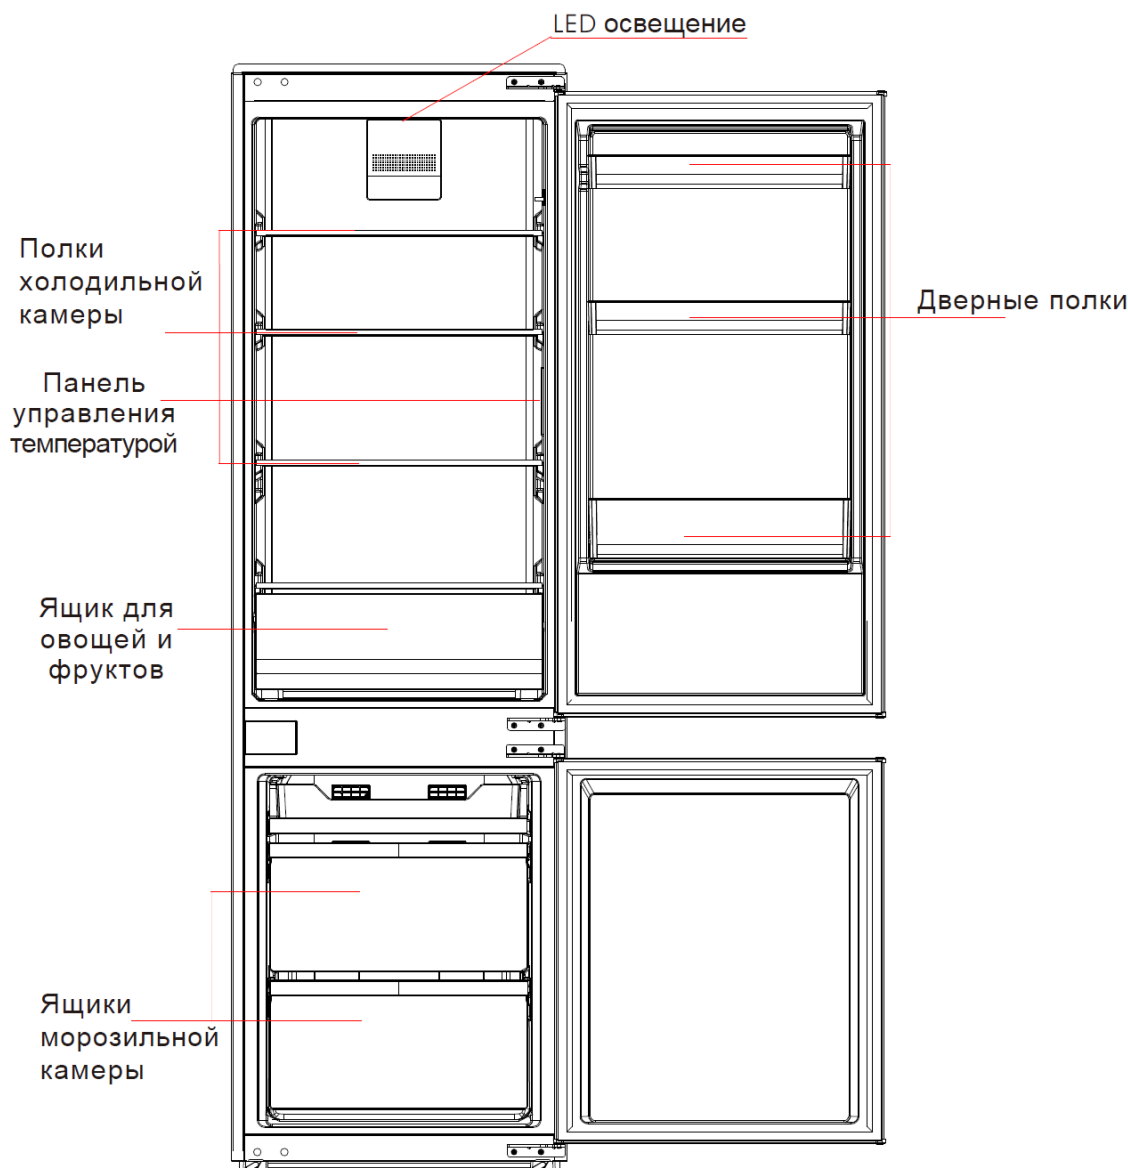 LED освещение
Полки
холодильной
камеры
Дверные полки
Панель
управления
температурой
Ящик для
овощей и
фруктов
Ящики
морозильной
камеры